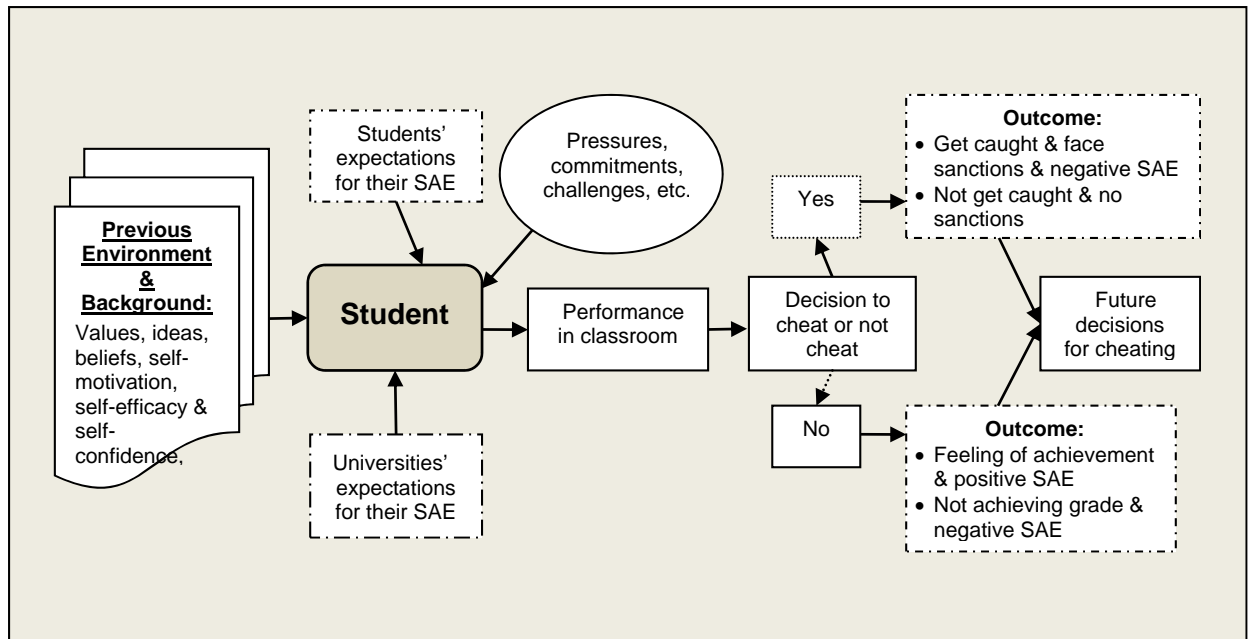 Previous
Environment
&
Background:
Values, ideas,
beliefs, self-
motivation,
self-efficacy &
self-
confidence,
Students’
expectations
for their SAE
Pressures,
commitments,
challenges, etc.
Student
Universities’
expectations
for their SAE
Performance
in classroom
Decision to
cheat or not
cheat
Yes
No
Outcome:
• Get caught & face
sanctions & negative SAE
• Not get caught & no
sanctions
Outcome:
• Feeling of achievement
& positive SAE
• Not achieving grade &
negative SAE
Future
decisions
for cheating